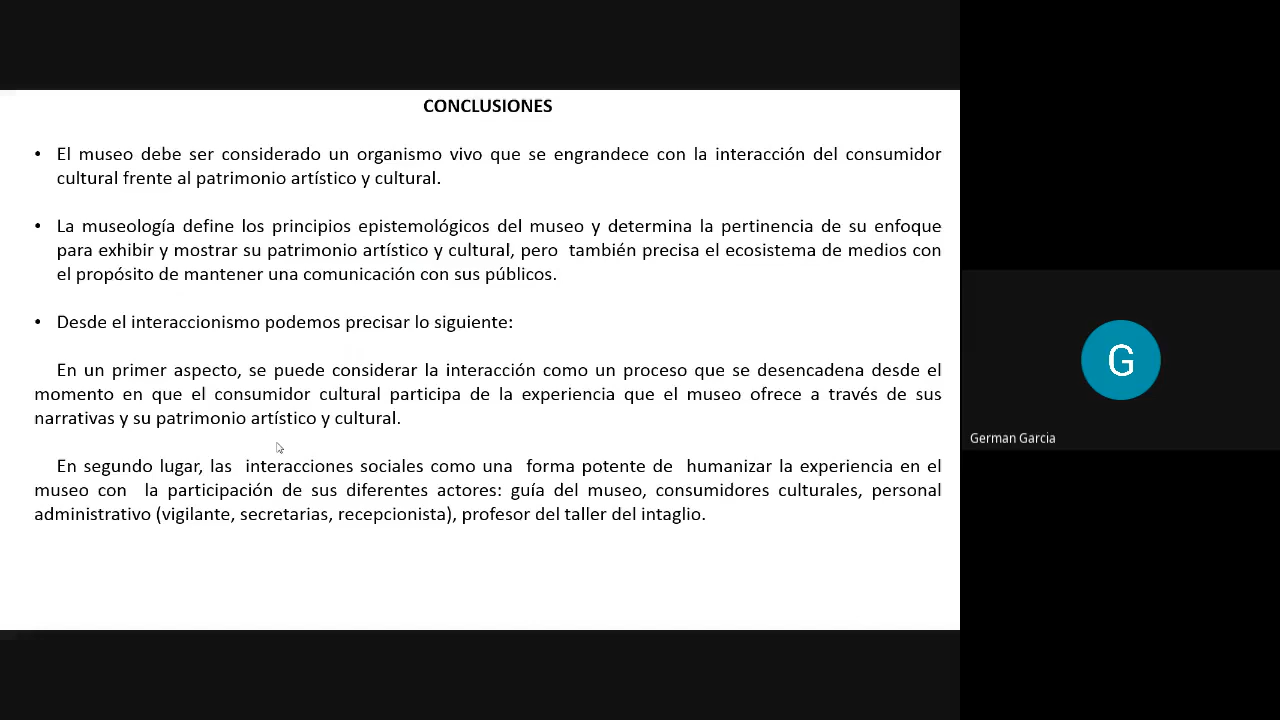 CONCLUSIONES
• El museo debe ser considerado un organismo vivo que se engrandece con la interacción del consumidor
cultural frente al patrimonio artístico y cultural.
• La museología define los principios epistemológicos del museo y determina la pertinencia de su enfoque
para exhibir y mostrar su patrimonio artístico y cultural, pero  también precisa el ecosistema de medios con
el propósito de mantener una comunicación con sus públicos.
• Desde el interaccionismo podemos precisar lo siguiente:
En un primer aspecto, se puede considerar la interacción como un proceso que se desencadena desde el
momento en que el consumidor cultural participa de la experiencia que el museo ofrece a través de sus
narrativas y su patrimonio artístico y cultural.
En segundo lugar, las  interacciones sociales como una  forma potente de  humanizar la experiencia en el
museo con  la participación de sus diferentes actores: guía del museo, consumidores culturales, personal
administrativo (vigilante, secretarias, recepcionista), profesor del taller del intaglio.
G
German Garcia